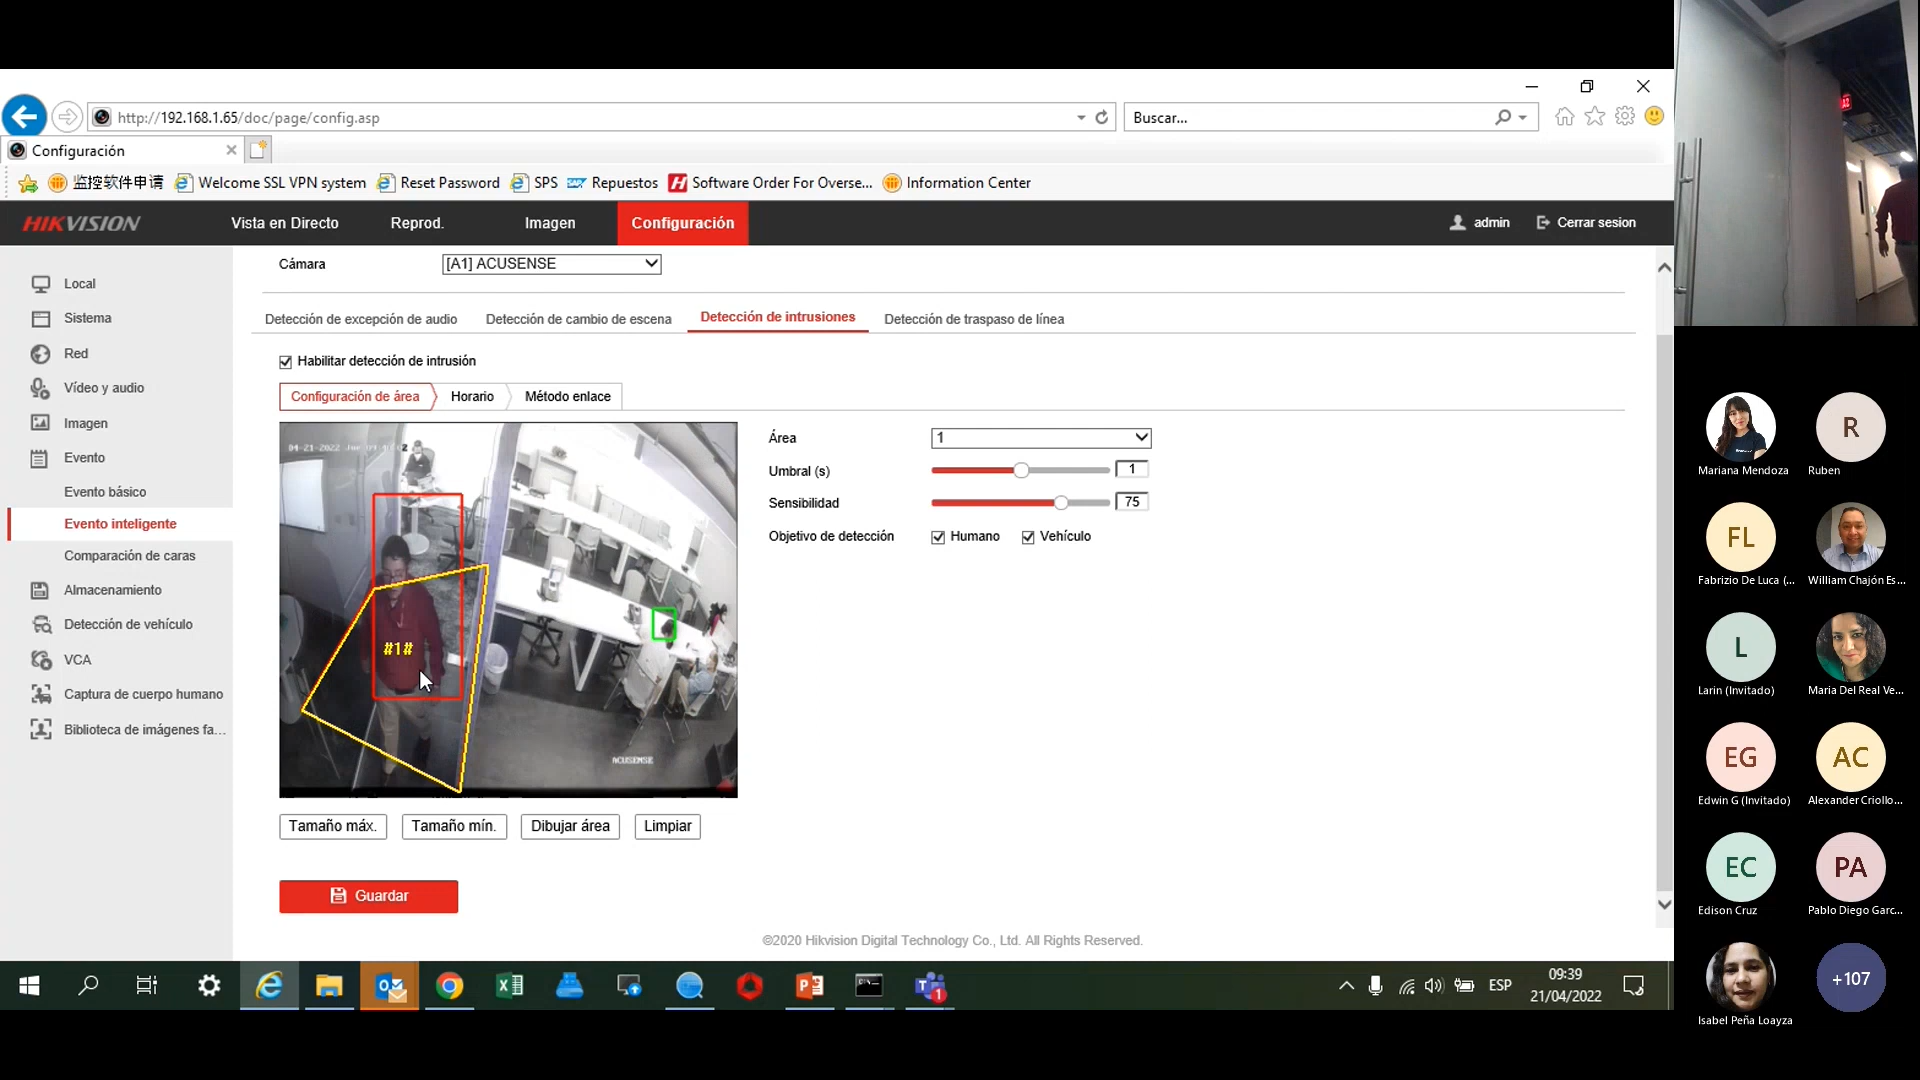 http://192.168.1.65/doc/page/config.asp
Buscar...
Configuración
监控软件申请
Welcome SSL VPN system
Reset Password
SPS
Repuestos
Software Order For Overse...
Information Center
HIKVISION
Vista en Directo
Reprod.
Imagen
Configuración
admin
Cerrar sesion
Local
Sistema
Red
Vídeo y audio
Imagen
Evento
Evento básico
Evento inteligente
Comparación de caras
Almacenamiento
Detección de vehículo
VCA
Captura de cuerpo humano
Biblioteca de imágenes fa...
Cámara
[A1] ACUSENSE
Detección de excepción de audio
Detección de cambio de escena
Detección de intrusiones
Detección de traspaso de línea
Habilitar detección de intrusión
Configuración de área
Horario
Método enlace
#1#
ACUSENSE
Área
1
Umbral (s)
1
Sensibilidad
75
Objetivo de detección
Humano
Vehículo
Tamaño máx.
Tamaño mín.
Dibujar área
Limpiar
Guardar
©2020 Hikvision Digital Technology Co., Ltd. All Rights Reserved.
ESP
09:39
21/04/2022
Mariana Mendoza
R
Ruben
FL
Fabrizio De Luca (...
William Chajón Es...
L
Larin (Invitado)
Maria Del Real Ve...
EG
Edwin G (Invitado)
AC
Alexander Criollo...
EC
Edison Cruz
PA
Pablo Diego Garc...
Isabel Peña Loayza
+107